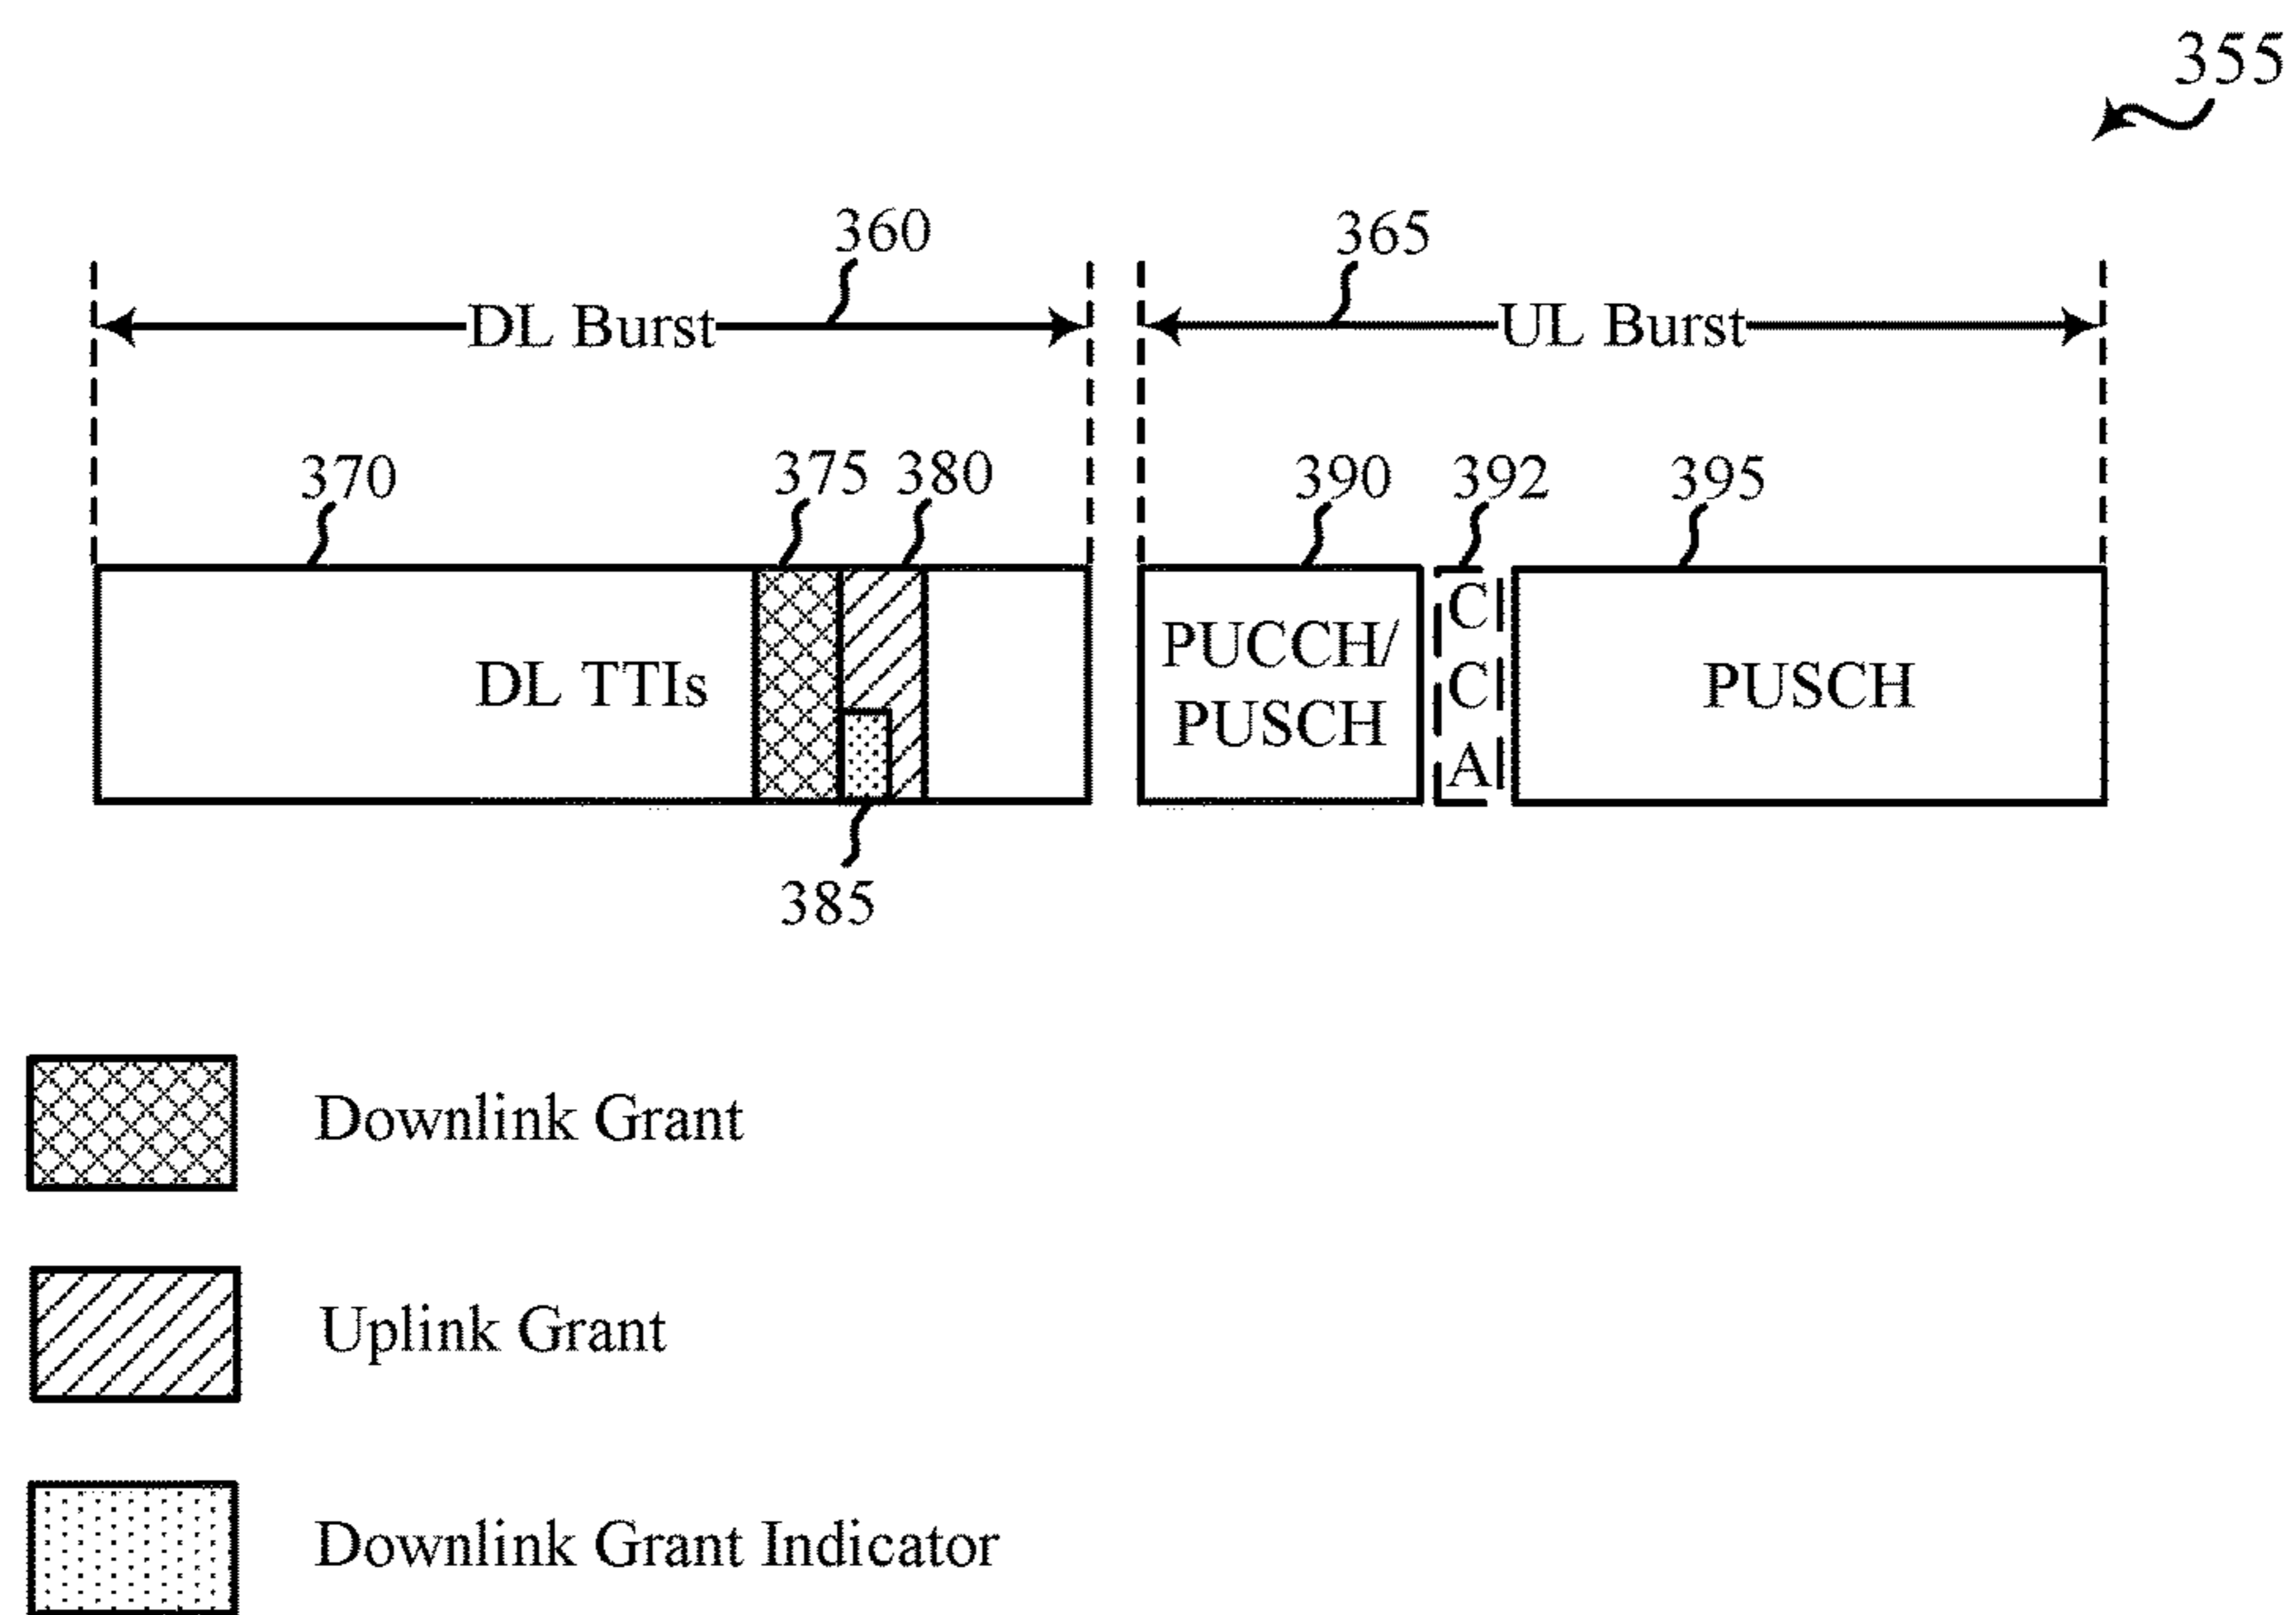 355
360
365
DL Burst
UL Burst
370
375
380
390
392
395
DL TTIs
PUCCH/
PUSCH
C
C
A
PUSCH
385
Downlink Grant
Uplink Grant
Downlink Grant Indicator